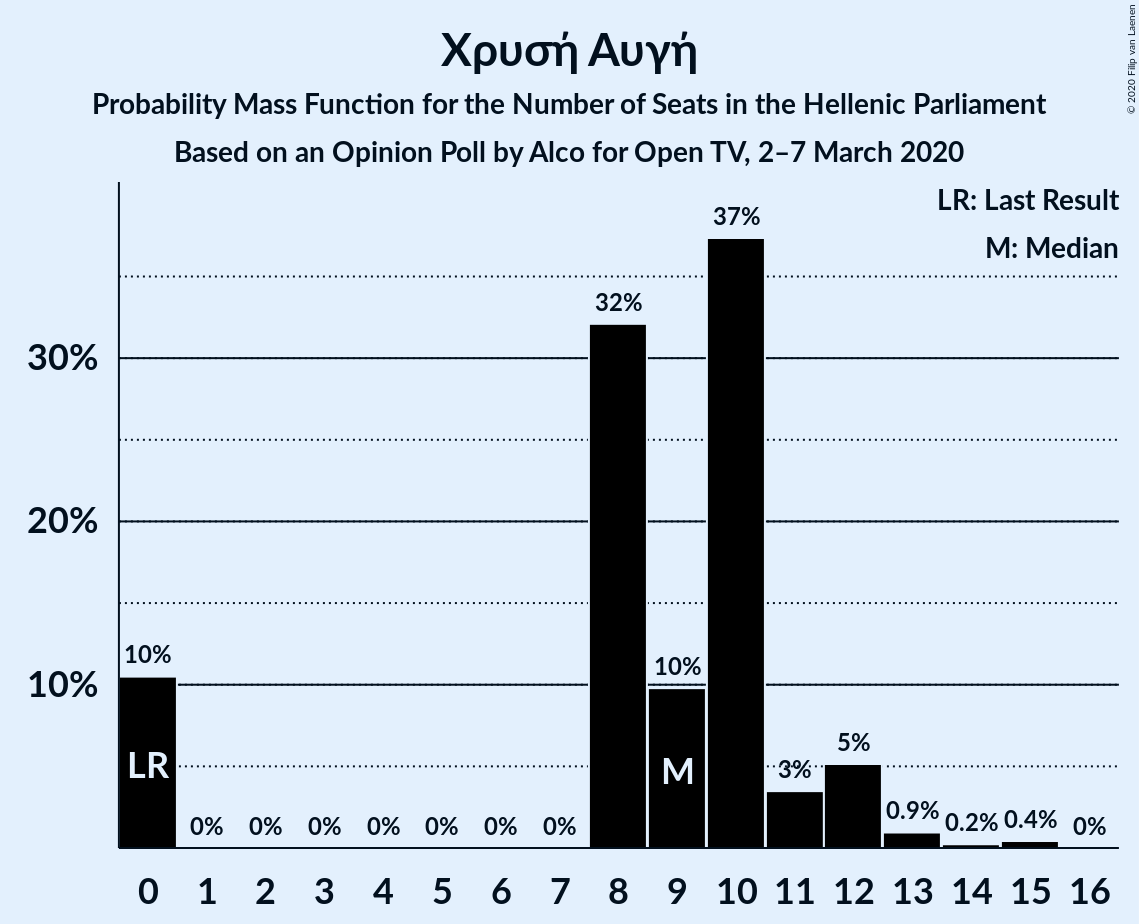 Χρυσή Αυγή
Probability Mass Function for the Number of Seats in the Hellenic Parliament
Based on an Opinion Poll by Alco for Open TV, 2–7 March 2020
© 2020 Filip van Laenen
LR: Last Result
M: Median
37%
32%
30%
20%
10%
10%
10%
LR
M
5%
3%
0% 0% 0% 0% 0% 0% 0%
0.9% 0.2% 0.4% 0%
0 1 2 3 4 5 6 7 8 9 10 11 12 13 14 15 16